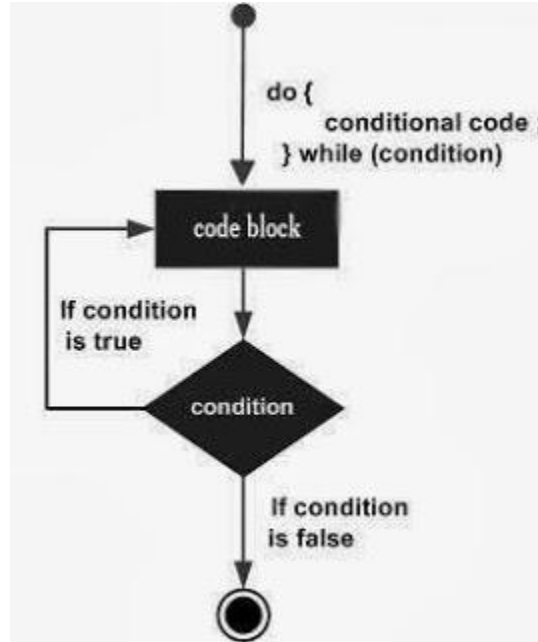 do {
conditional code ;
} while (condition)
code block
If condition
is true
condition
If condition
is false